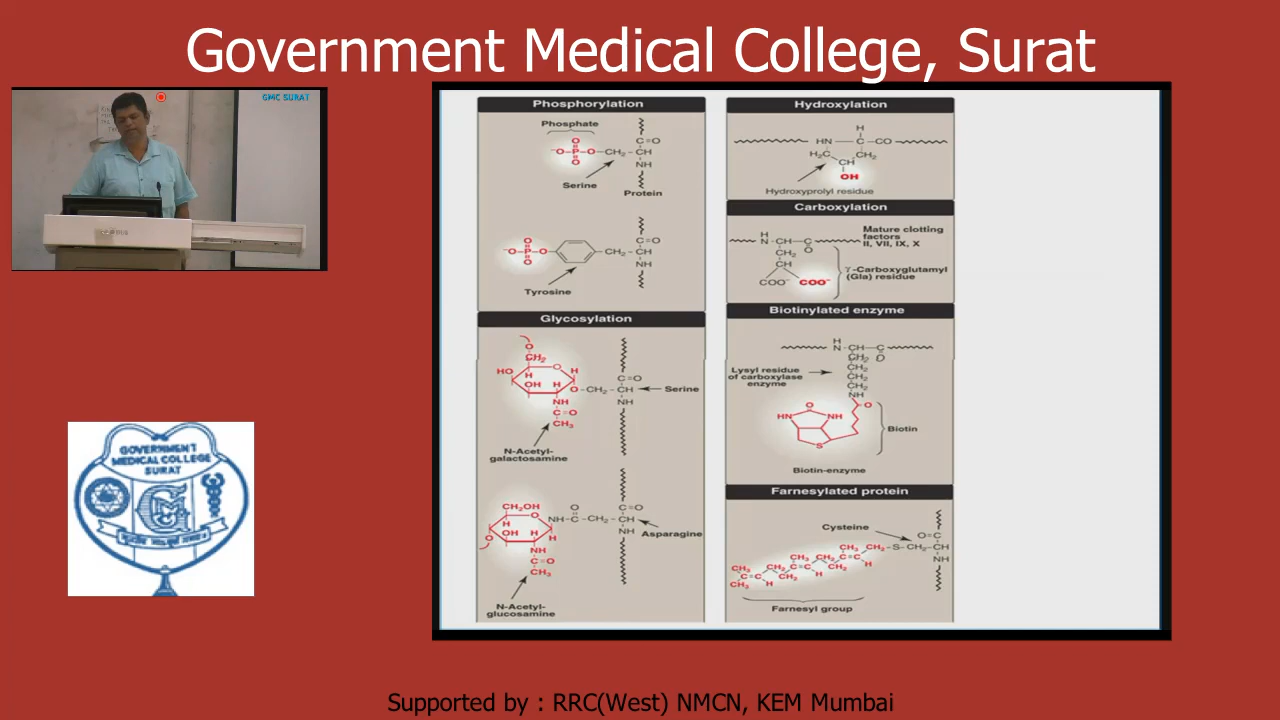 Government Medical College, Surat
GMC SURAT
Phosphorylation
Phosphate
Serine
Protein
Tyrosine
Glycosylation
Serine
N-Acetyl-
galactosamine
Asparagine
N-Acetyl-
glucosamine
Hydroxylation
Hydroxyprolyl residue
Carboxylation
Mature clotting
factors
II, VII, IX, X
γ-Carboxyglutamyl
(Gla) residue
Biotinylated enzyme
Lysyl residue
of carboxylase
enzyme
Biotin
Biotin-enzyme
Farnesylated protein
Cysteine
Farnesyl group
GOVERNMENT
MEDICAL COLLEGE
SURAT
Supported by : RRC(West) NMCN, KEM Mumbai